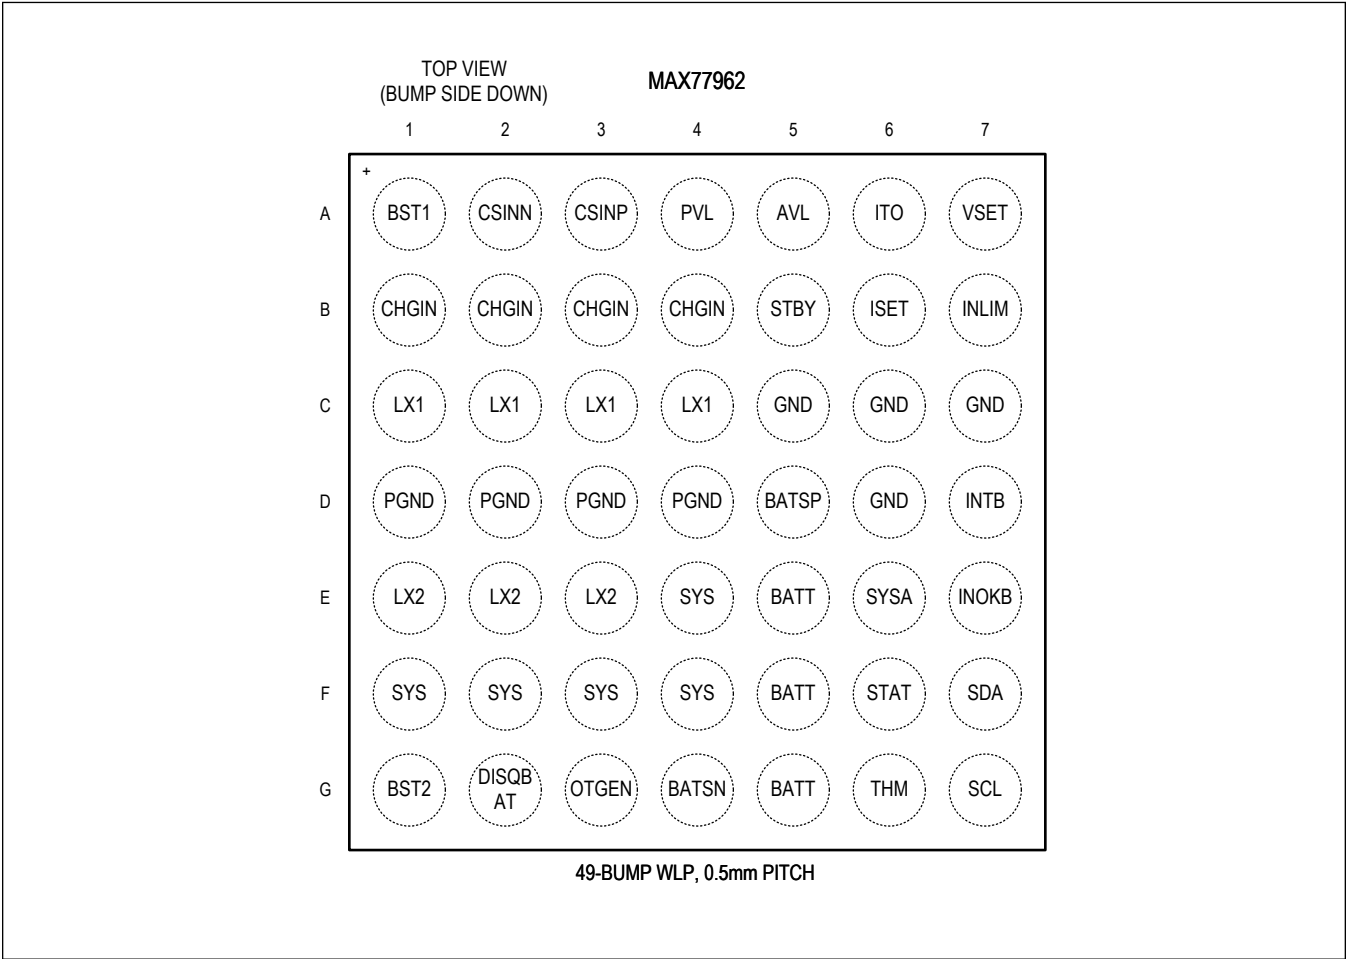 TOP VIEW
(BUMP SIDE DOWN)
MAX77962
1 2 3 4 5 6 7
+
A BST1 CSINN CSINP PVL AVL ITO VSET
B CHGIN CHGIN CHGIN CHGIN STBY ISET INLIM
C LX1 LX1 LX1 LX1 GND GND GND
D PGND PGND PGND PGND BATSP GND INTB
E LX2 LX2 LX2 SYS BATT SYSA INOKB
F SYS SYS SYS SYS BATT STAT SDA
G BST2 DISQB OTGEN BATSN BATT THM SCL
AT
49-BUMP WLP, 0.5mm PITCH